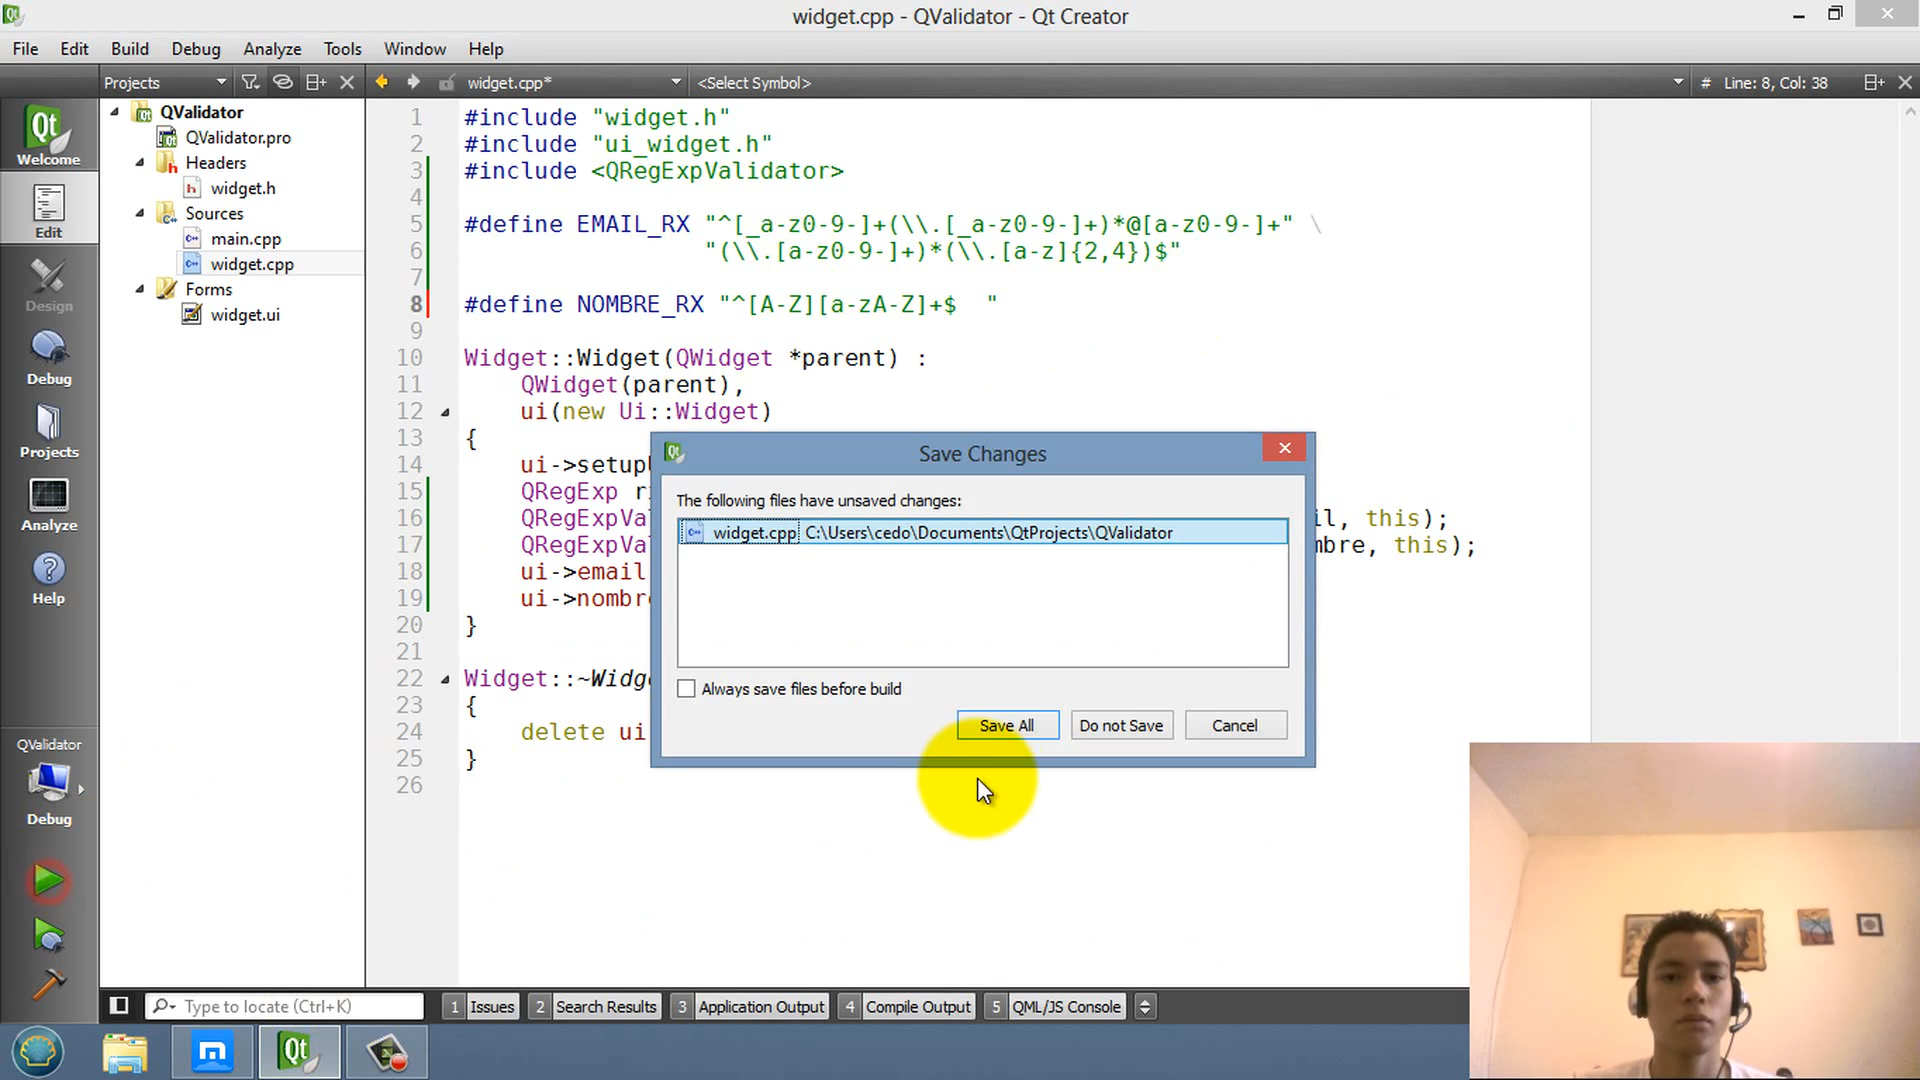 widget.cpp - QValidator - Qt Creator
File Edit Build Debug Analyze Tools Window Help
Projects widget.cpp* <Select Symbol> # Line: 8, Col: 38
QValidator
QValidator.pro
Headers
widget.h
Sources
main.cpp
widget.cpp
Forms
widget.ui
Qt
Welcome
Edit
Design
Debug
Projects
Analyze
Help
QValidator
Debug
1 #include "widget.h"
2 #include "ui_widget.h"
3 #include <QRegExpValidator>
4
5 #define EMAIL_RX "^[_a-z0-9-]+(\\.[_a-z0-9-]+)*@[a-z0-9-]+" \
6 "(\\.[a-z0-9-]+)*(\\.[a-z]{2,4})$"
7
8 #define NOMBRE_RX "^[A-Z][a-zA-Z]+$  "
9
10 Widget::Widget(QWidget *parent) :
11 QWidget(parent),
12 ui(new Ui::Widget)
13 {
14 ui->setup
15 QRegExp r
16 QRegExpVa il, this);
17 QRegExpVa mbre, this);
18 ui->email
19 ui->nombr
20 }
21
22 Widget::~Widg
23 {
24 delete ui
25 }
26
Save Changes
The following files have unsaved changes:
widget.cpp C:\Users\cedo\Documents\QtProjects\QValidator
Always save files before build
Save All Do not Save Cancel
Type to locate (Ctrl+K) 1 Issues 2 Search Results 3 Application Output 4 Compile Output 5 QML/JS Console
Qt